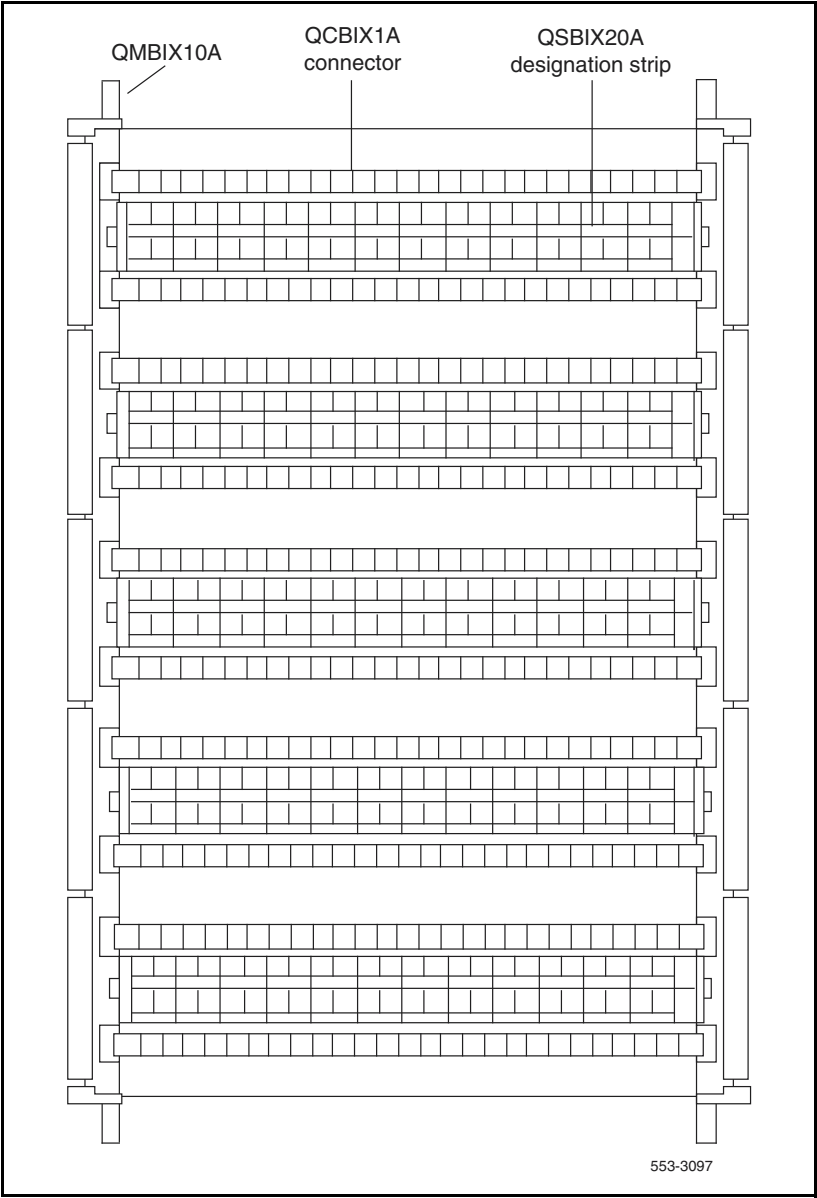 QMBIX10A
QCBIX1A
connector
QSBIX20A
designation strip
553-3097